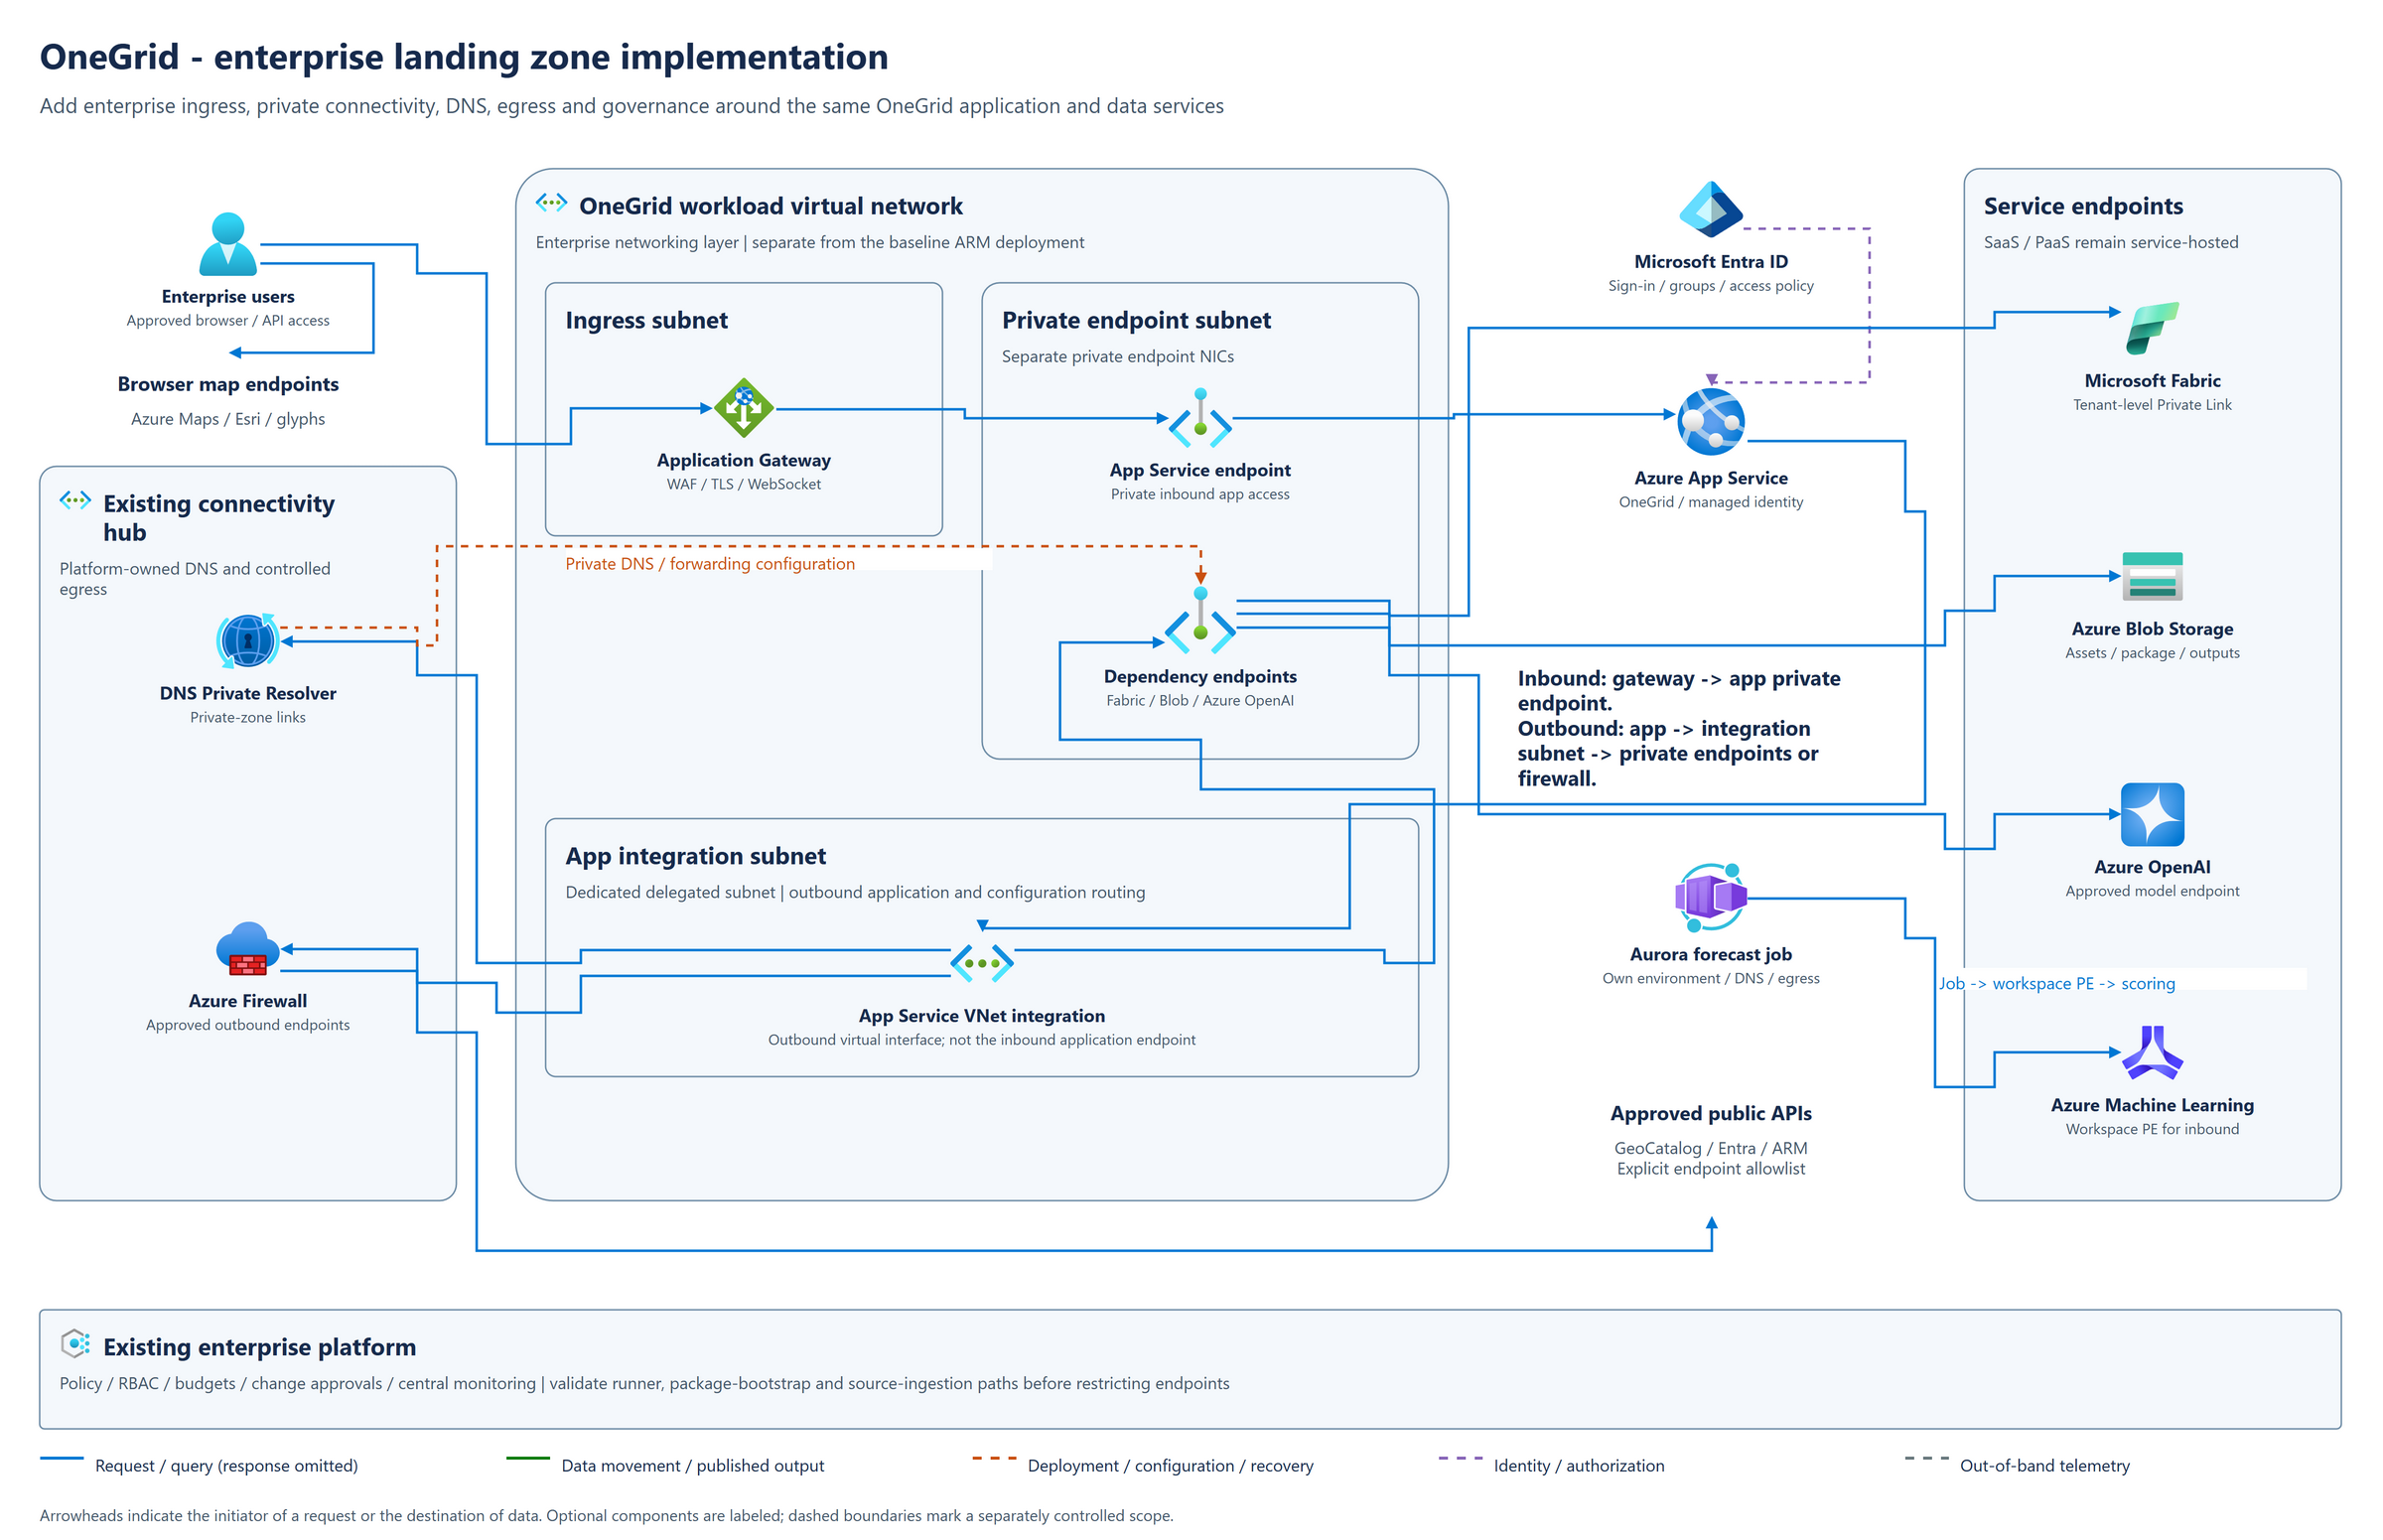 OneGrid - enterprise landing zone implementation
Add enterprise ingress, private connectivity, DNS, egress and governance around the same OneGrid application and data services
Enterprise users
Approved browser / API access
Browser map endpoints
Azure Maps / Esri / glyphs
Existing connectivity
hub
Platform-owned DNS and controlled
egress
DNS Private Resolver
Private-zone links
Azure Firewall
Approved outbound endpoints
OneGrid workload virtual network
Enterprise networking layer | separate from the baseline ARM deployment
Ingress subnet
Application Gateway
WAF / TLS / WebSocket
Private endpoint subnet
Separate private endpoint NICs
App Service endpoint
Private inbound app access
Private DNS / forwarding configuration
Dependency endpoints
Fabric / Blob / Azure OpenAI
App integration subnet
Dedicated delegated subnet | outbound application and configuration routing
App Service VNet integration
Outbound virtual interface; not the inbound application endpoint
Microsoft Entra ID
Sign-in / groups / access policy
Azure App Service
OneGrid / managed identity
Inbound: gateway -> app private
endpoint.
Outbound: app -> integration
subnet -> private endpoints or
firewall.
Aurora forecast job
Own environment / DNS / egress
Approved public APIs
GeoCatalog / Entra / ARM
Explicit endpoint allowlist
Service endpoints
SaaS / PaaS remain service-hosted
Microsoft Fabric
Tenant-level Private Link
Azure Blob Storage
Assets / package / outputs
Azure OpenAI
Approved model endpoint
Job -> workspace PE -> scoring
Azure Machine Learning
Workspace PE for inbound
Existing enterprise platform
Policy / RBAC / budgets / change approvals / central monitoring | validate runner, package-bootstrap and source-ingestion paths before restricting endpoints
Request / query (response omitted)
Data movement / published output
Deployment / configuration / recovery
Identity / authorization
Out-of-band telemetry
Arrowheads indicate the initiator of a request or the destination of data. Optional components are labeled; dashed boundaries mark a separately controlled scope.